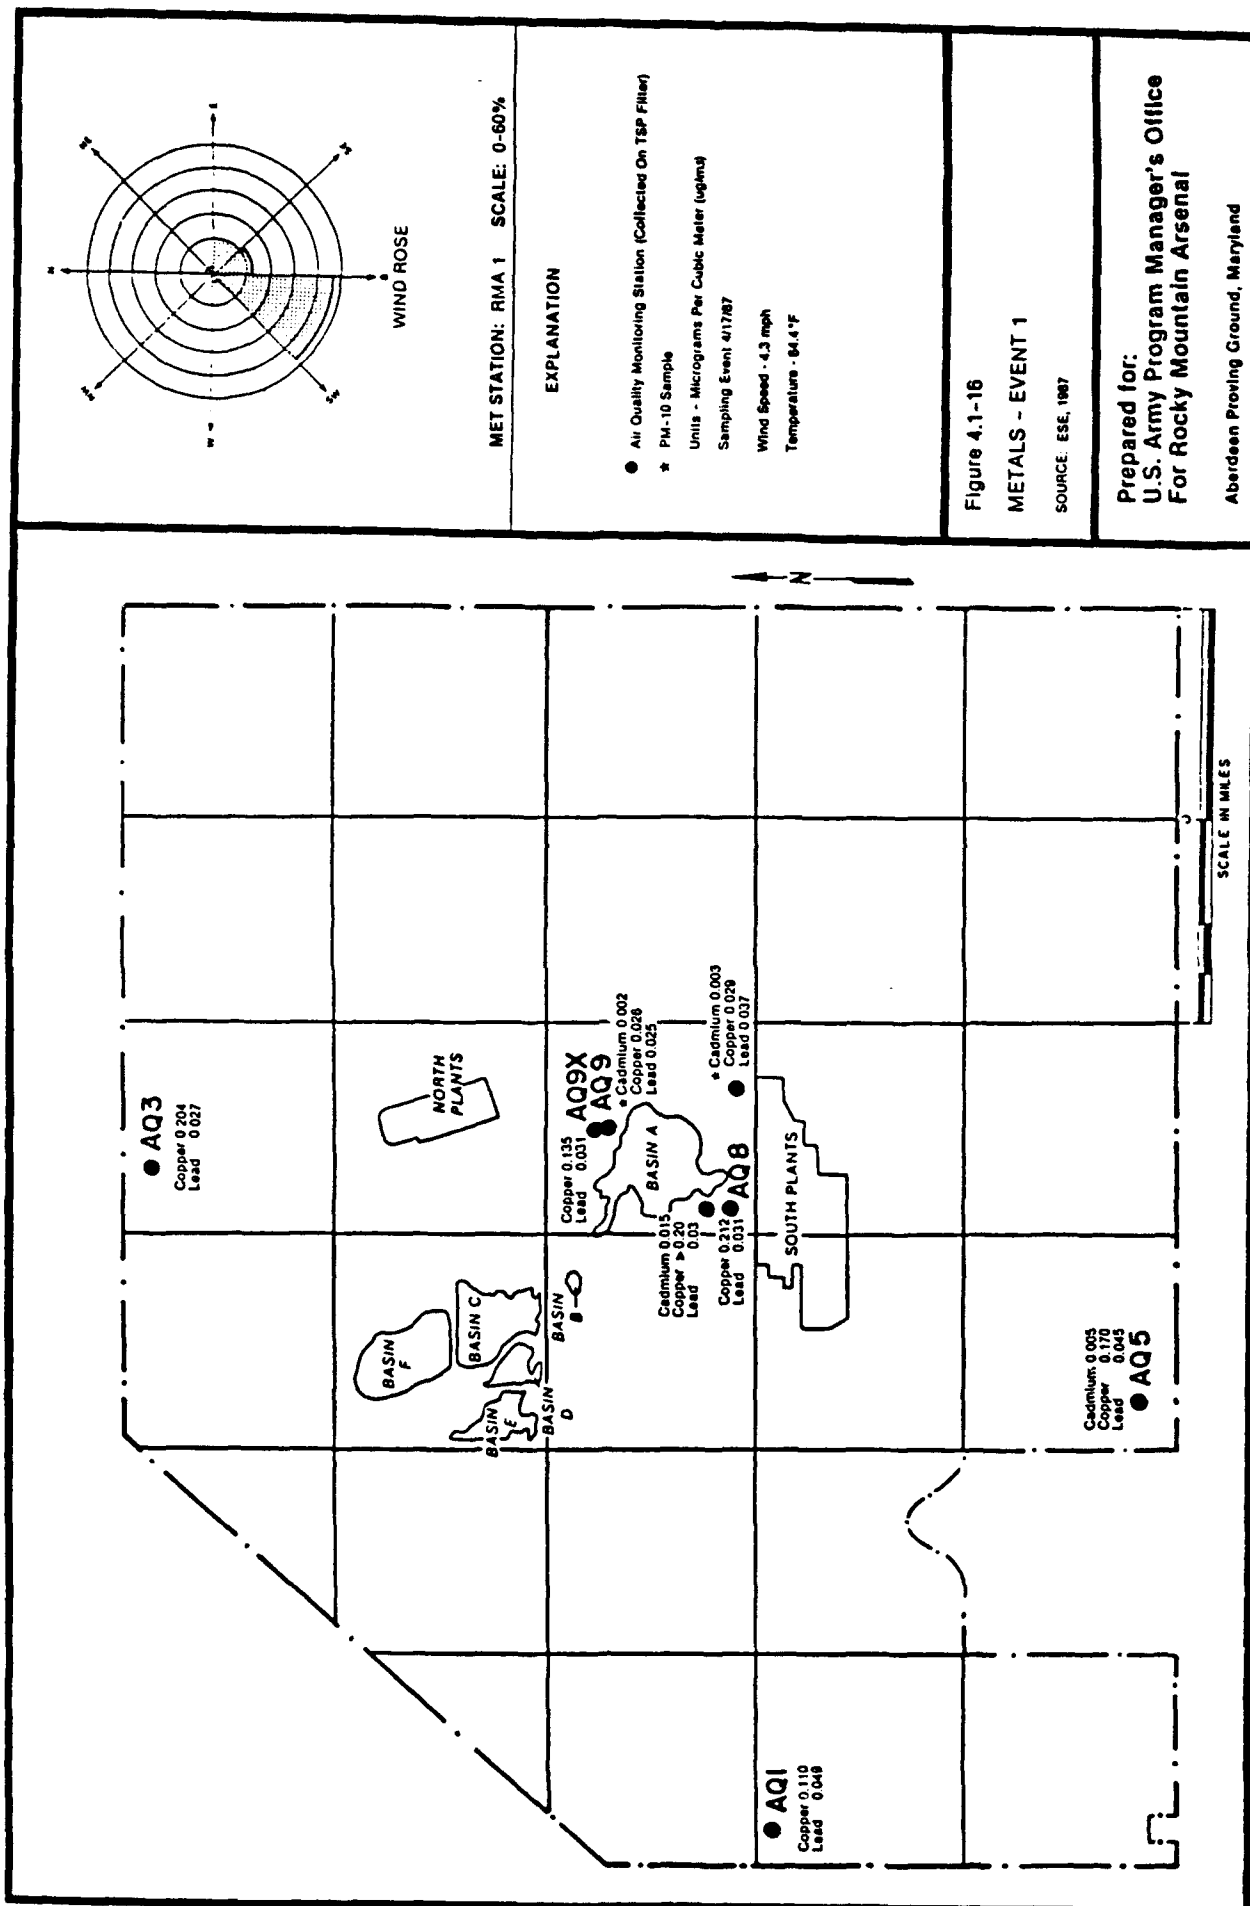 N
NE
E
SE
S
SW
W
WIND ROSE
MET STATION: RMA 1 SCALE: 0-60%
EXPLANATION
● Air Quality Monitoring Station (Collected On TSP Filter)
★ PM-10 Sample
Units - Micrograms Per Cubic Meter (ug/m3)
Sampling Event 4/17/87
Wind Speed - 4.3 mph
Temperature - 64.4°F
Figure 4.1-16
METALS - EVENT 1
SOURCE: ESE, 1987
Prepared for:
U.S. Army Program Manager's Office
For Rocky Mountain Arsenal
Aberdeen Proving Ground, Maryland
N
AQ3
Copper 0.204
Lead 0.027
NORTH
PLANTS
BASIN
F
BASIN C
BASIN
E
BASIN
D
BASIN
B
Copper 0.135
Lead 0.031
AQ9X
AQ9
★ Cadmium 0.002
Copper 0.026
Lead 0.025
BASIN A
Cadmium 0.015
Copper >0.20
Lead 0.03
AQ8
Copper 0.212
Lead 0.031
★ Cadmium 0.003
Copper 0.029
Lead 0.037
SOUTH PLANTS
AQ1
Copper 0.110
Lead 0.049
Cadmium 0.005
Copper 0.170
Lead 0.045
AQ5
0
SCALE IN MILES